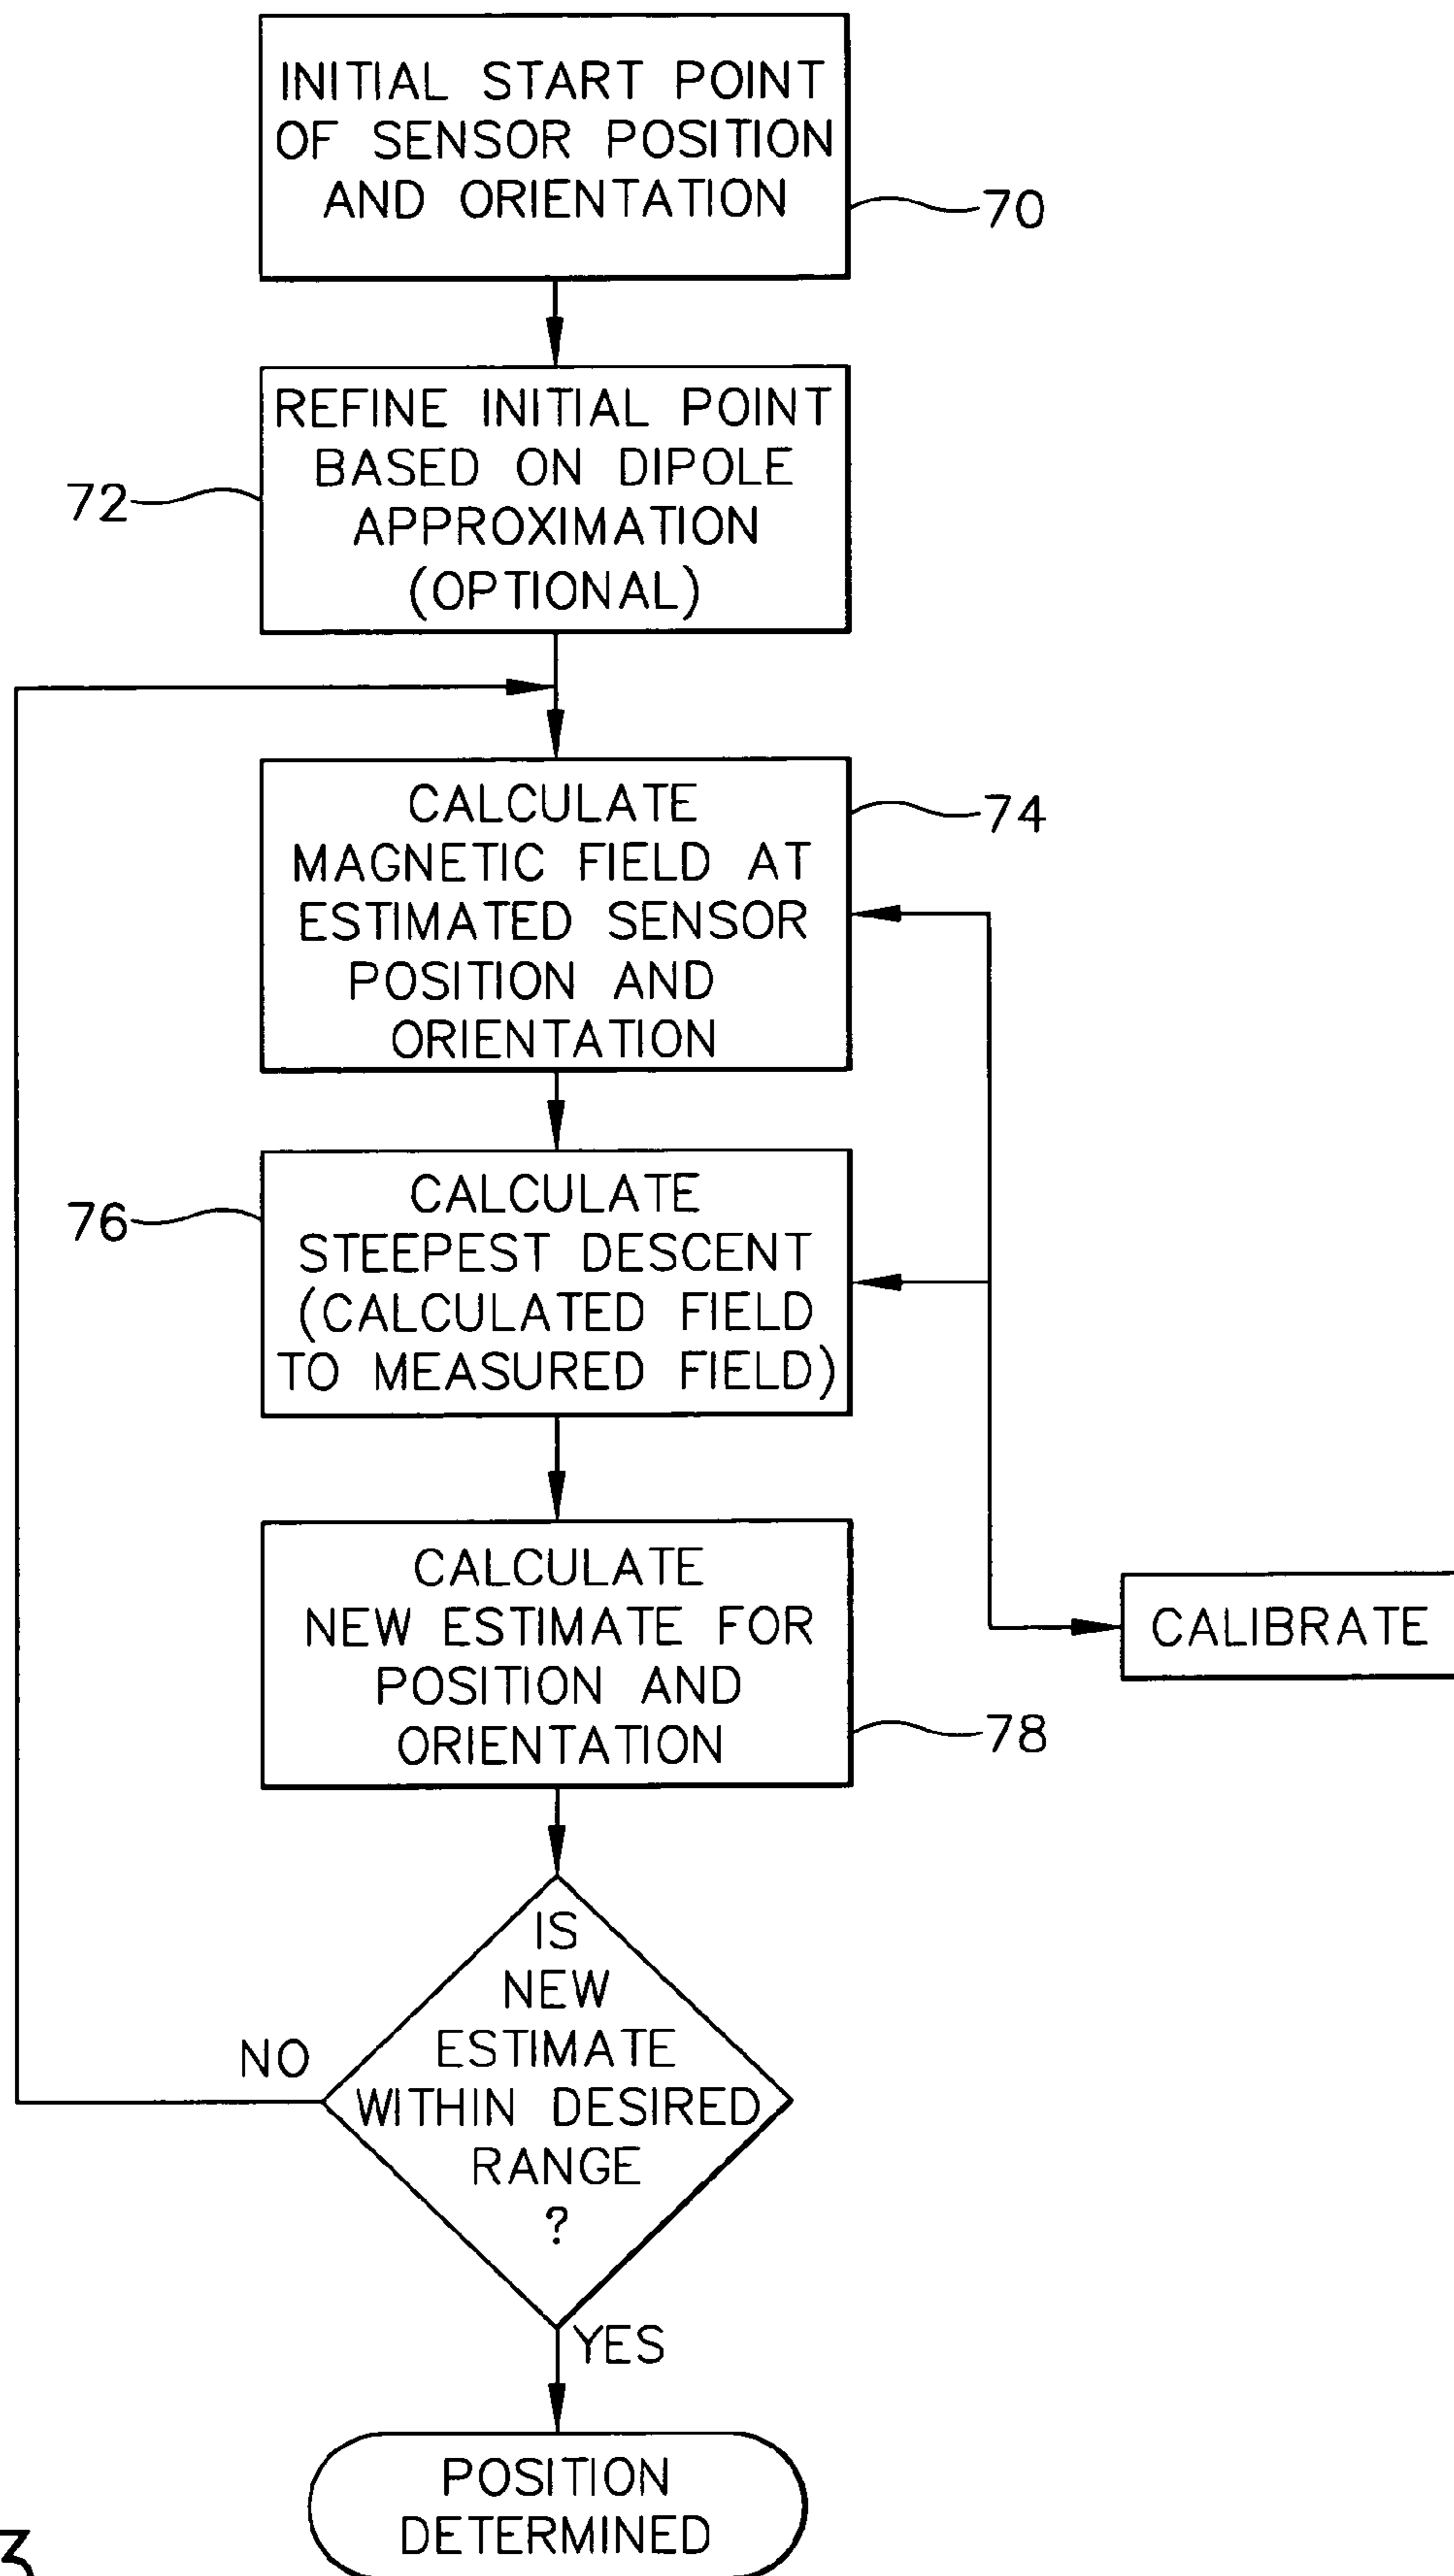 INITIAL START POINT
OF SENSOR POSITION
AND ORIENTATION
70
REFINE INITIAL POINT
BASED ON DIPOLE
APPROXIMATION
(OPTIONAL)
72
CALCULATE
MAGNETIC FIELD AT
ESTIMATED SENSOR
POSITION AND
ORIENTATION
74
CALCULATE
STEEPEST DESCENT
(CALCULATED FIELD
TO MEASURED FIELD)
76
CALCULATE
NEW ESTIMATE FOR
POSITION AND
ORIENTATION
78
CALIBRATE
IS
NEW
ESTIMATE
WITHIN DESIRED
RANGE
?
NO
YES
POSITION
DETERMINED
3